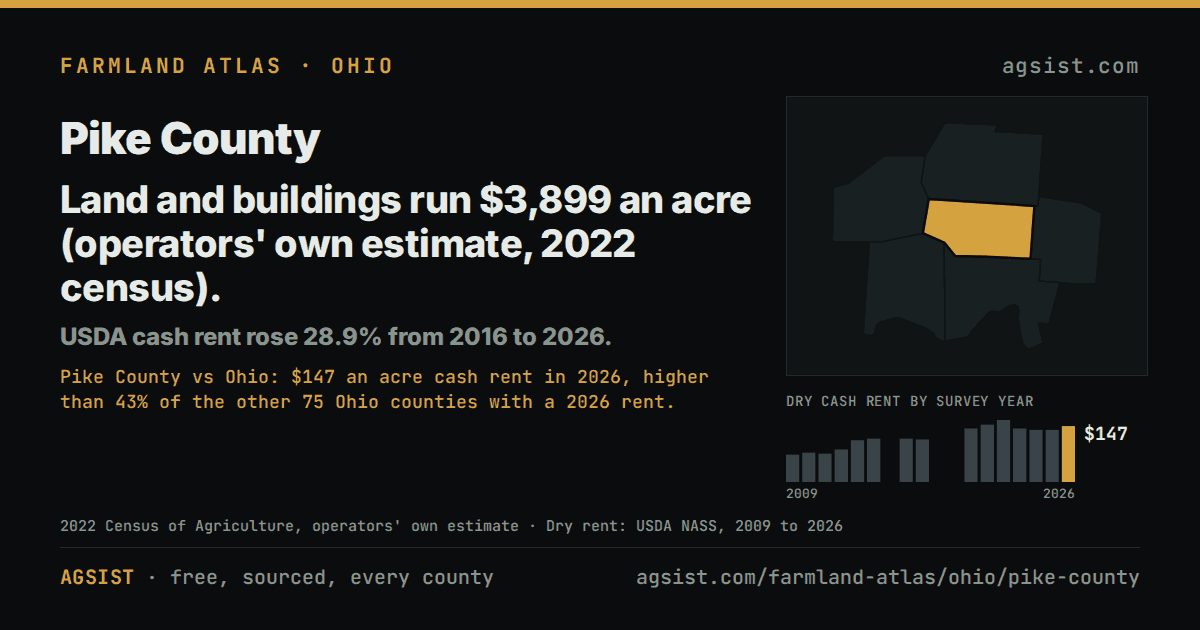 FARMLAND ATLAS · OHIO
agsist.com
Pike County
Land and buildings run $3,899 an acre
(operators' own estimate, 2022
census).
USDA cash rent rose 28.9% from 2016 to 2026.
Pike County vs Ohio: $147 an acre cash rent in 2026, higher
than 43% of the other 75 Ohio counties with a 2026 rent.
DRY CASH RENT BY SURVEY YEAR
$147
2009
2026
2022 Census of Agriculture, operators' own estimate · Dry rent: USDA NASS, 2009 to 2026
AGSIST · free, sourced, every county
agsist.com/farmland-atlas/ohio/pike-county